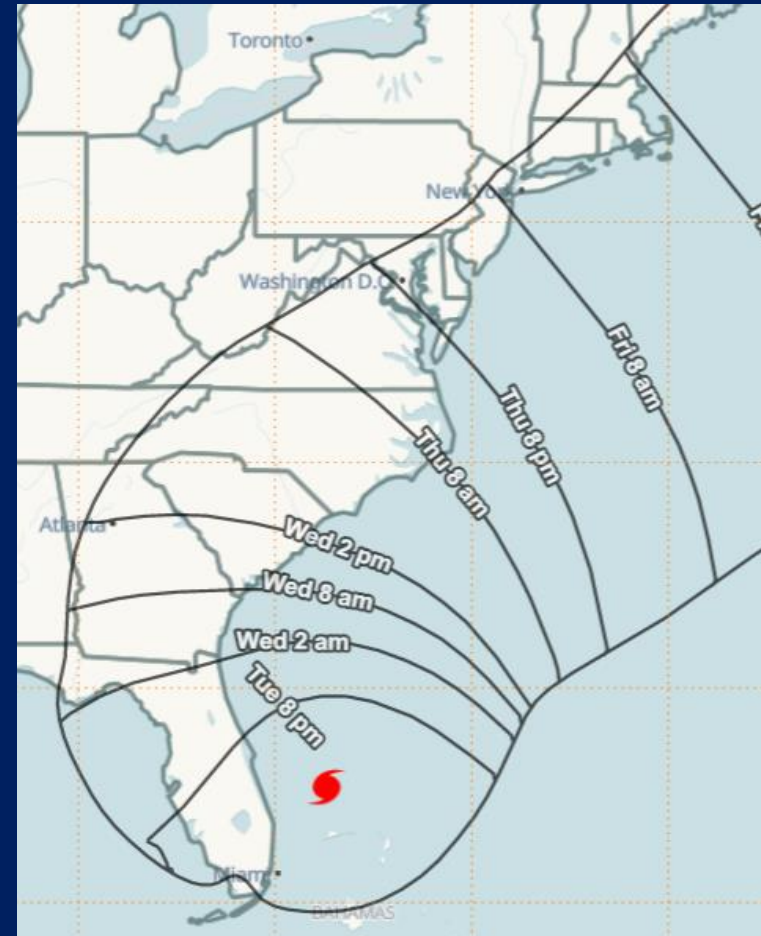 Toronto
New York
Washington D.C.
Fri 8 am
Thu 8 pm
Thu 8 am
Atlanta
Wed 2 pm
Wed 8 am
Wed 2 am
Tue 8 pm
Miami
BAHAMAS